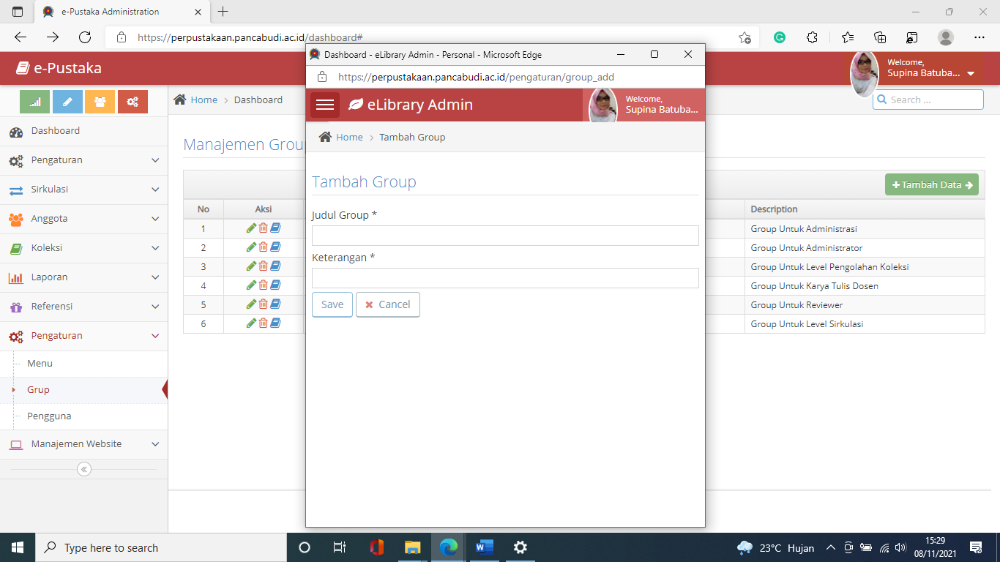 e-Pustaka Administration
https://perpustakaan.pancabudi.ac.id/dashboard#
e-Pustaka
Welcome,
Supina Batuba...
Home
Dashboard
Search ...
Dashboard
Pengaturan
Sirkulasi
Anggota
Koleksi
Laporan
Referensi
Pengaturan
Menu
Grup
Pengguna
Manajemen Website
Manajemen Grou
Tambah Data
No Aksi Description
1 Group Untuk Administrasi
2 Group Untuk Administrator
3 Group Untuk Level Pengolahan Koleksi
4 Group Untuk Karya Tulis Dosen
5 Group Untuk Reviewer
6 Group Untuk Level Sirkulasi
Dashboard - eLibrary Admin - Personal - Microsoft Edge
https://perpustakaan.pancabudi.ac.id/pengaturan/group_add
eLibrary Admin
Welcome,
Supina Batuba...
Home
Tambah Group
Tambah Group
Judul Group *
Keterangan *
Save
Cancel
Type here to search
23°C Hujan
15:29
08/11/2021